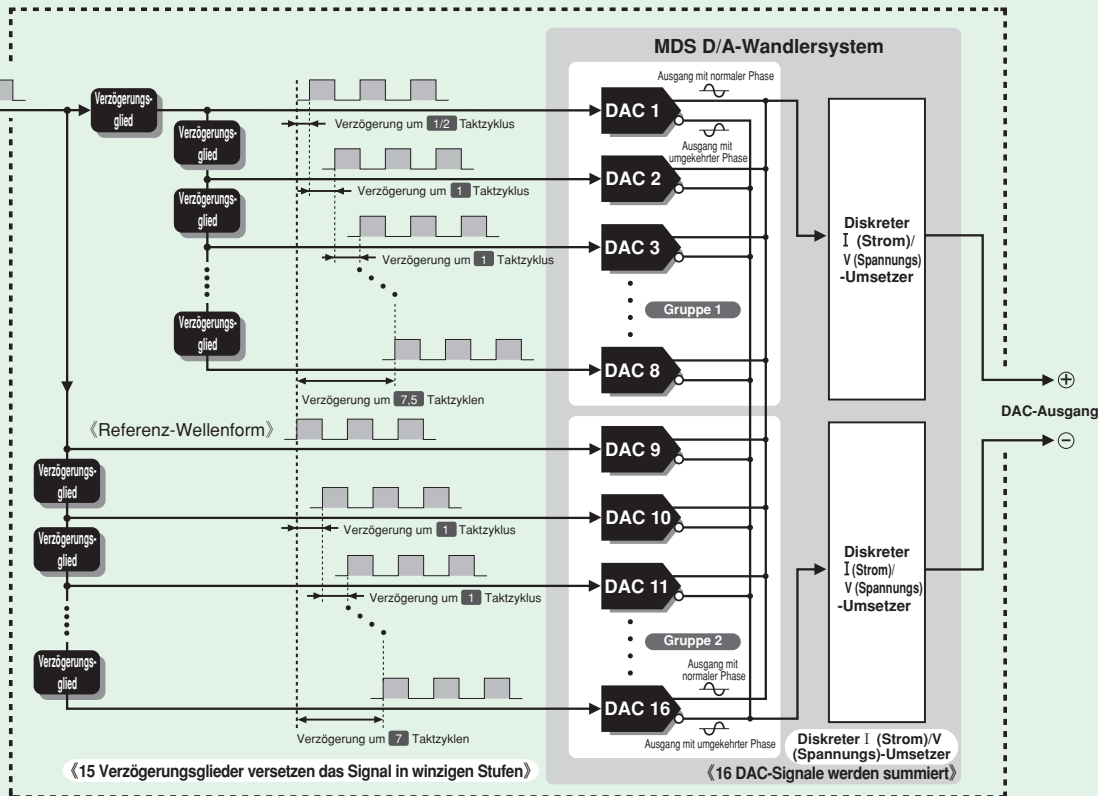 MDS D/A-Wandlersystem
Ausgang mit normaler Phase
Verzögerungs-
glied
DAC 1
Verzögerung um 1/2 Taktzyklus
Verzögerungs-
glied
Ausgang mit
umgekehrter Phase
DAC 2
Verzögerung um 1 Taktzyklus
Verzögerungs-
glied
DAC 3
Verzögerung um 1 Taktzyklus
Diskreter
I (Strom)/
V (Spannungs)
-Umsetzer
Gruppe 1
Verzögerungs-
glied
DAC 8
Verzögerung um 7,5 Taktzyklen
⊕
DAC-Ausgang
⊖
《Referenz-Wellenform》
DAC 9
Verzögerungs-
glied
DAC 10
Verzögerung um 1 Taktzyklus
Verzögerungs-
glied
DAC 11
Verzögerung um 1 Taktzyklus
Diskreter
I (Strom)/
V (Spannungs)
-Umsetzer
Gruppe 2
Verzögerungs-
glied
Ausgang mit
normaler Phase
DAC 16
Verzögerung um 7 Taktzyklen
Ausgang mit umgekehrter Phase
Diskreter I (Strom)/V
(Spannungs)-Umsetzer
《15 Verzögerungsglieder versetzen das Signal in winzigen Stufen》
《16 DAC-Signale werden summiert》